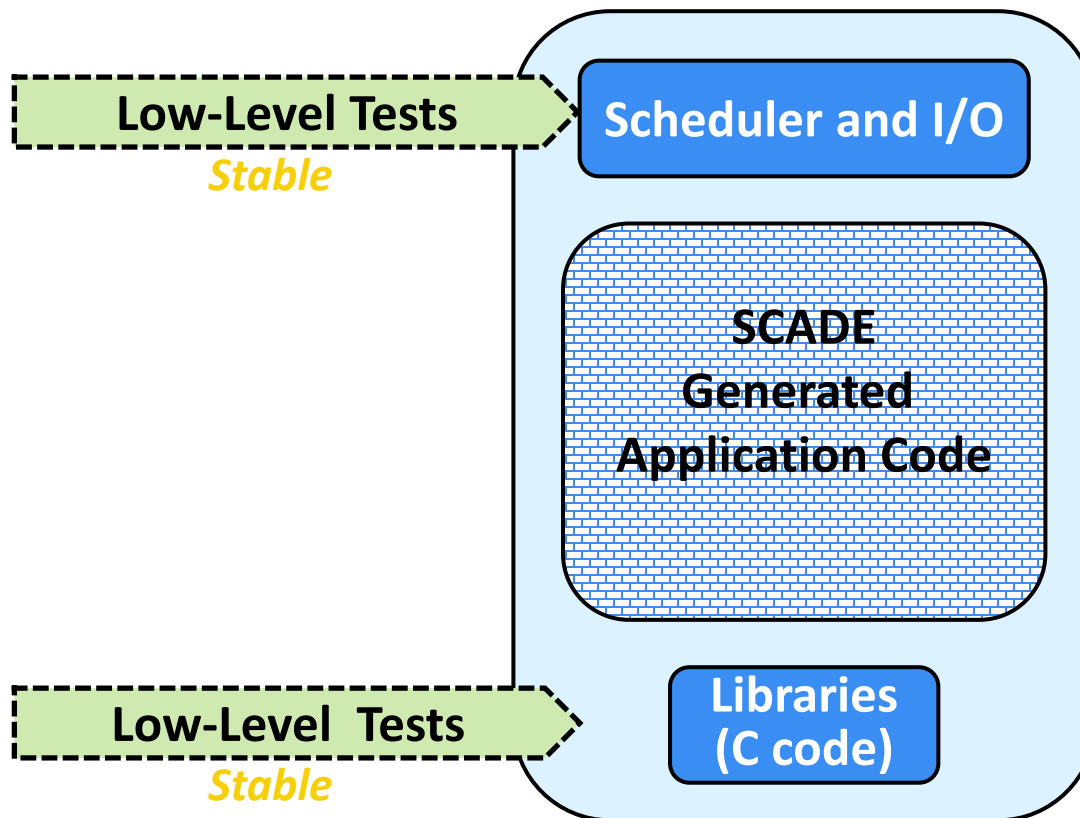 Low-Level Tests
Scheduler and I/O
Stable
SCADE
Generated
Application Code
Low-Level Tests
Libraries
(C code)
Stable